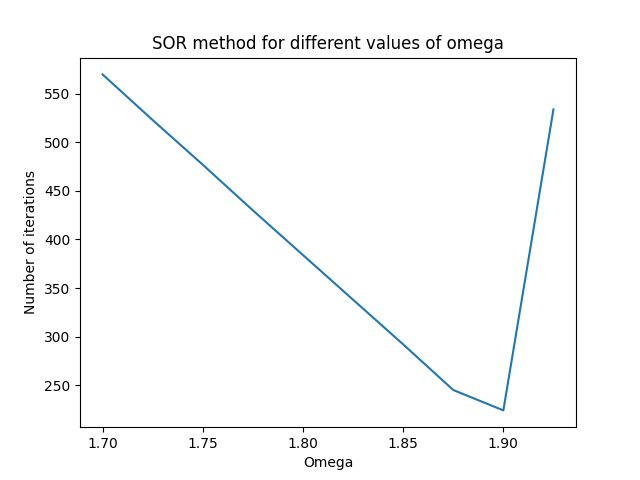 SOR method for different values of omega
550
500
450
400
350
300
250
Number of iterations
1.70 1.75 1.80 1.85 1.90
Omega